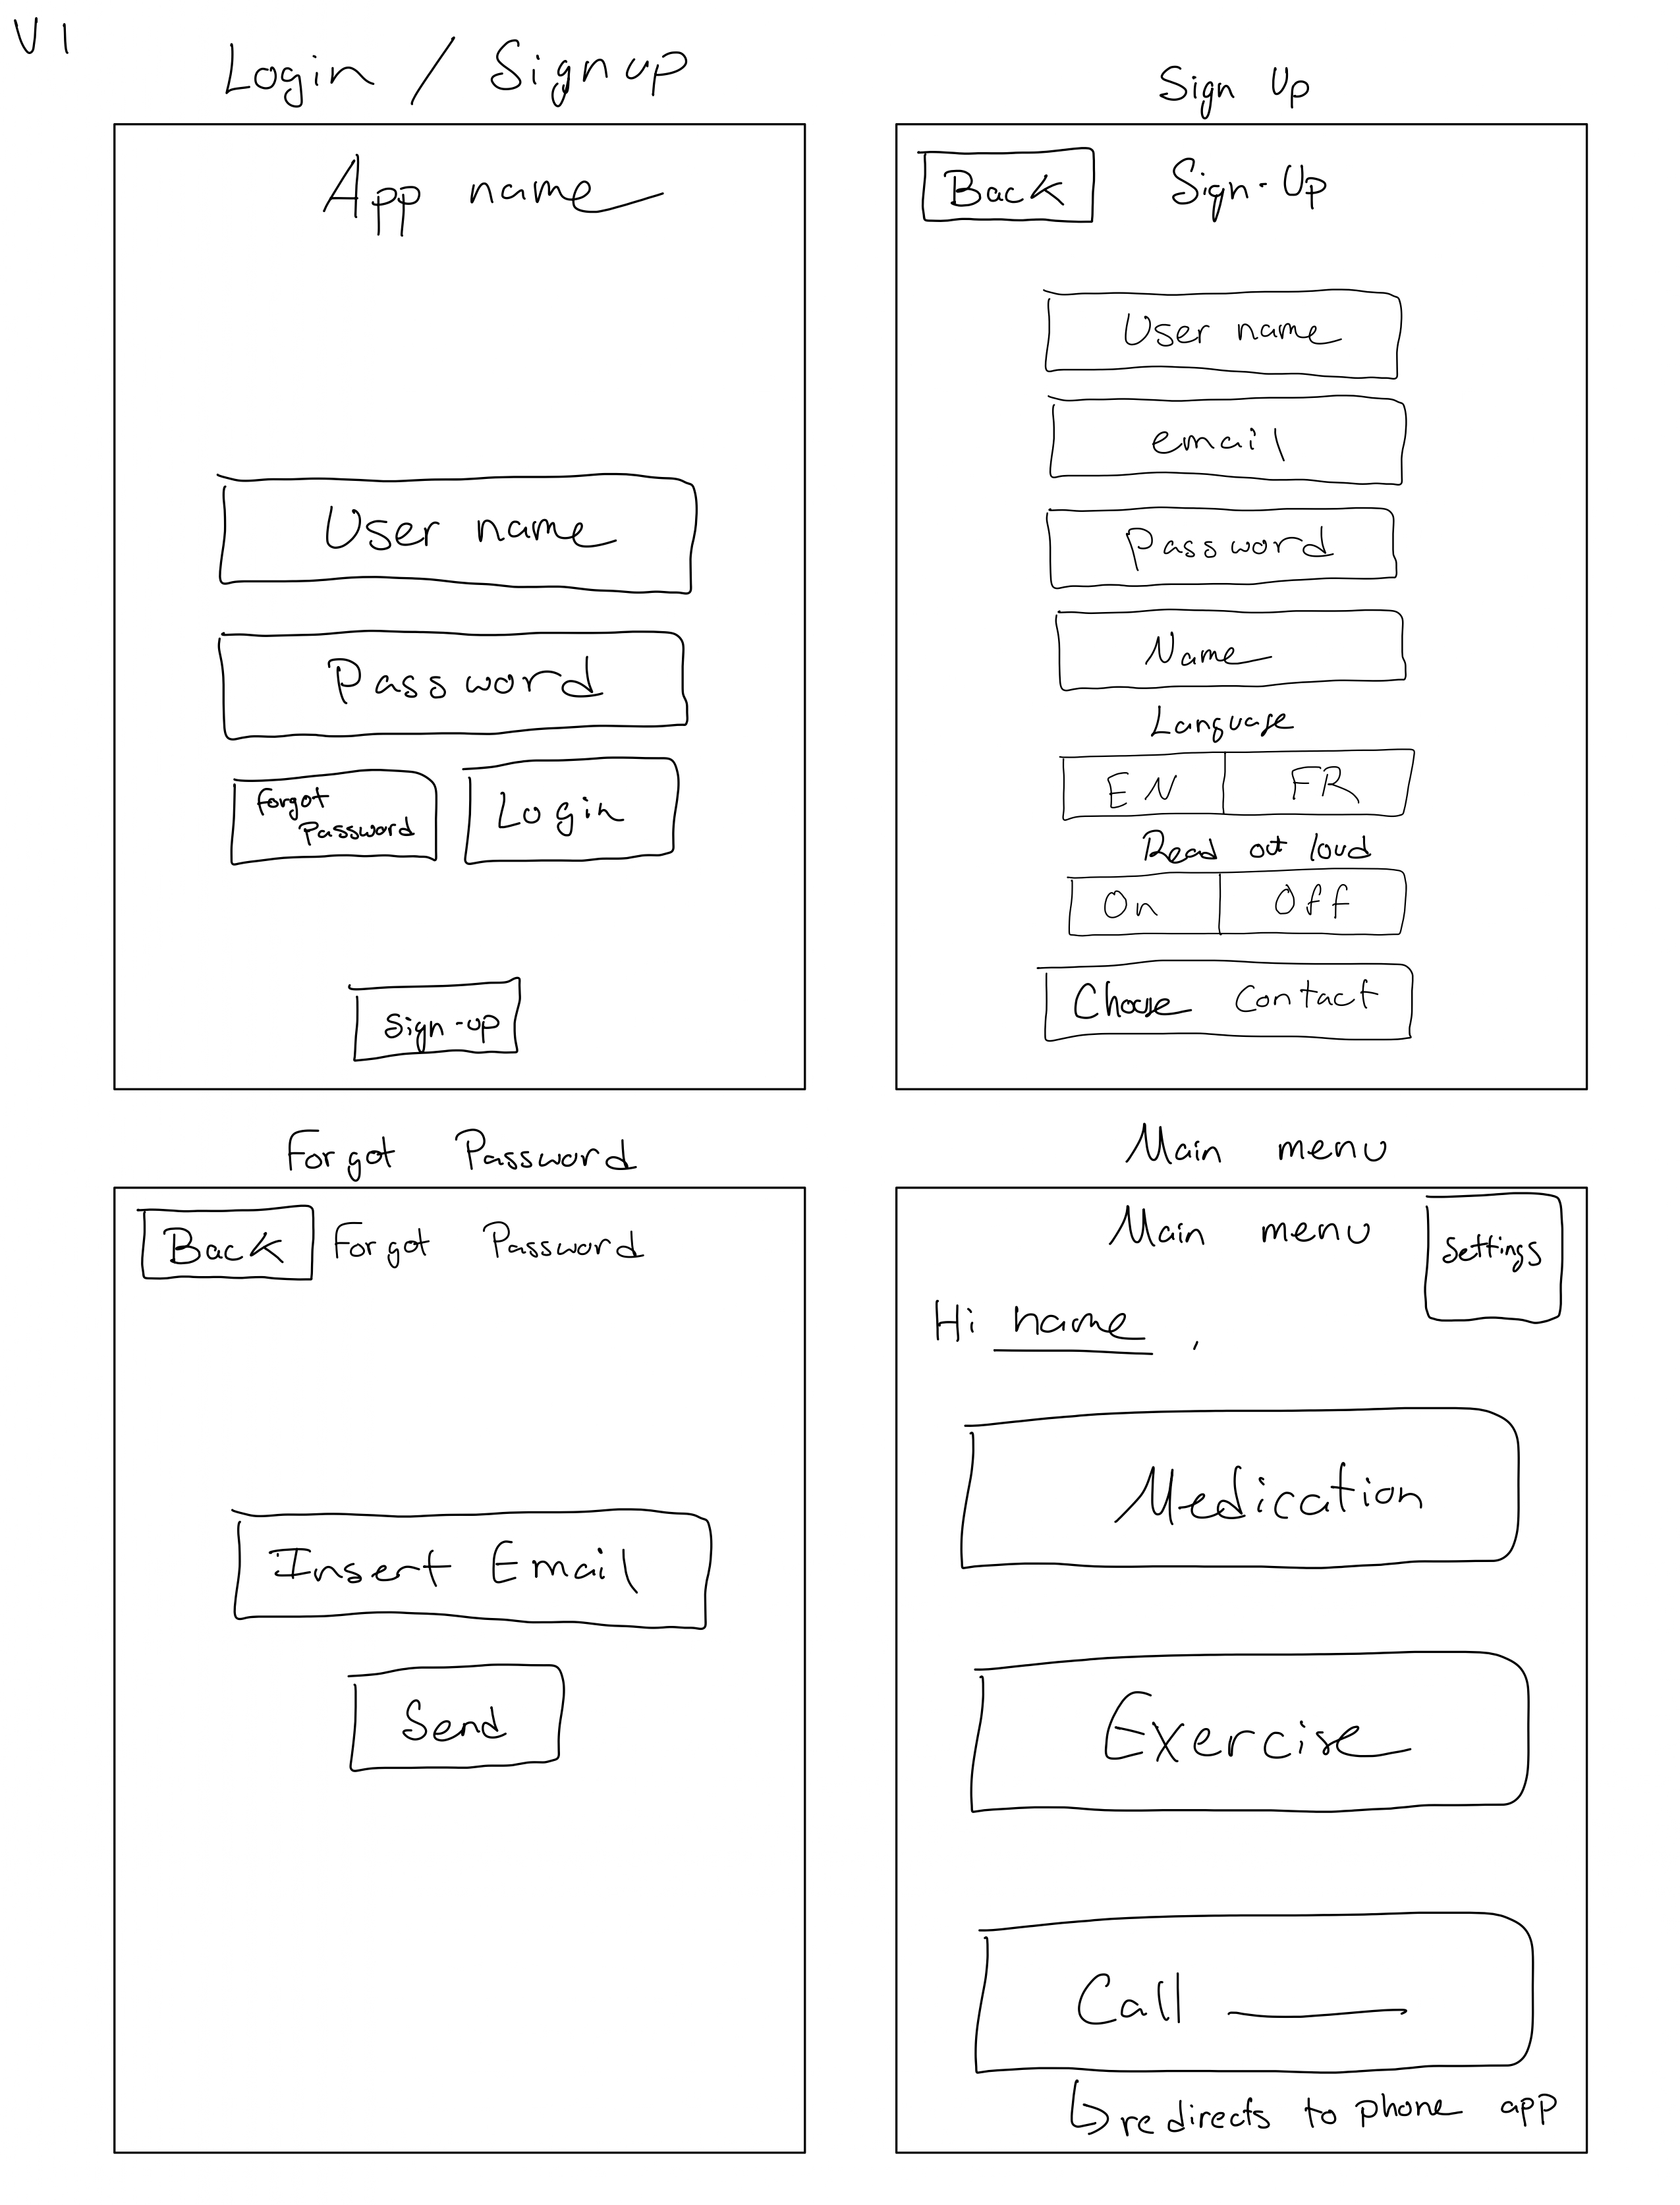 V1
Login / Signup
App name
User name
Password
Forgot
Password
Login
Sign-up
Sign Up
Back
Sign-Up
User name
email
Password
Name
Language
EN FR
Read out loud
On Off
Choose Contact
Forgot Password
Back
Forgot Password
Insert Email
Send
Main menu
Main menu
Settings
Hi name ,
Medication
Exercise
Call
redirects to phone app